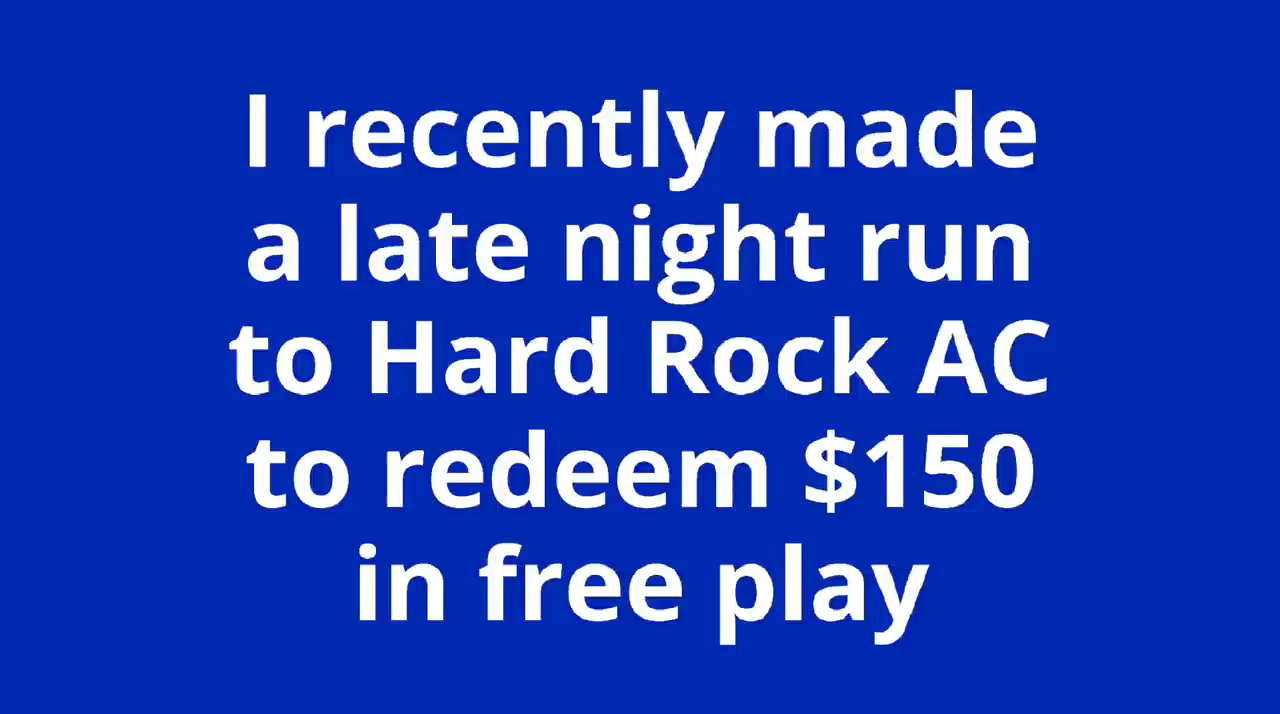 I recently made
a late night run
to Hard Rock AC
to redeem $150
in free play